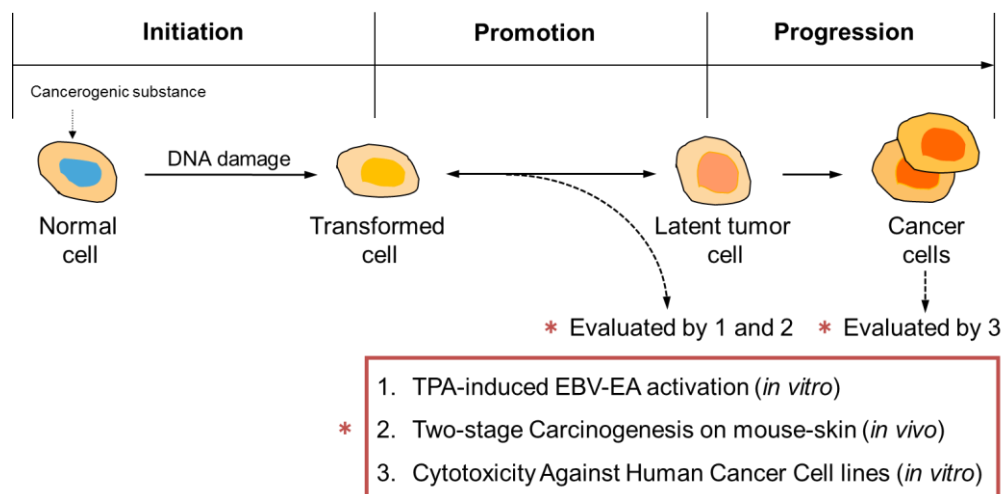 Initiation
Promotion
Progression
Cancerogenic substance
DNA damage
Normal
cell
Transformed
cell
Latent tumor
cell
Cancer
cells
* Evaluated by 1 and 2
* Evaluated by 3
*
1. TPA-induced EBV-EA activation (in vitro)
2. Two-stage Carcinogenesis on mouse-skin (in vivo)
3. Cytotoxicity Against Human Cancer Cell lines (in vitro)